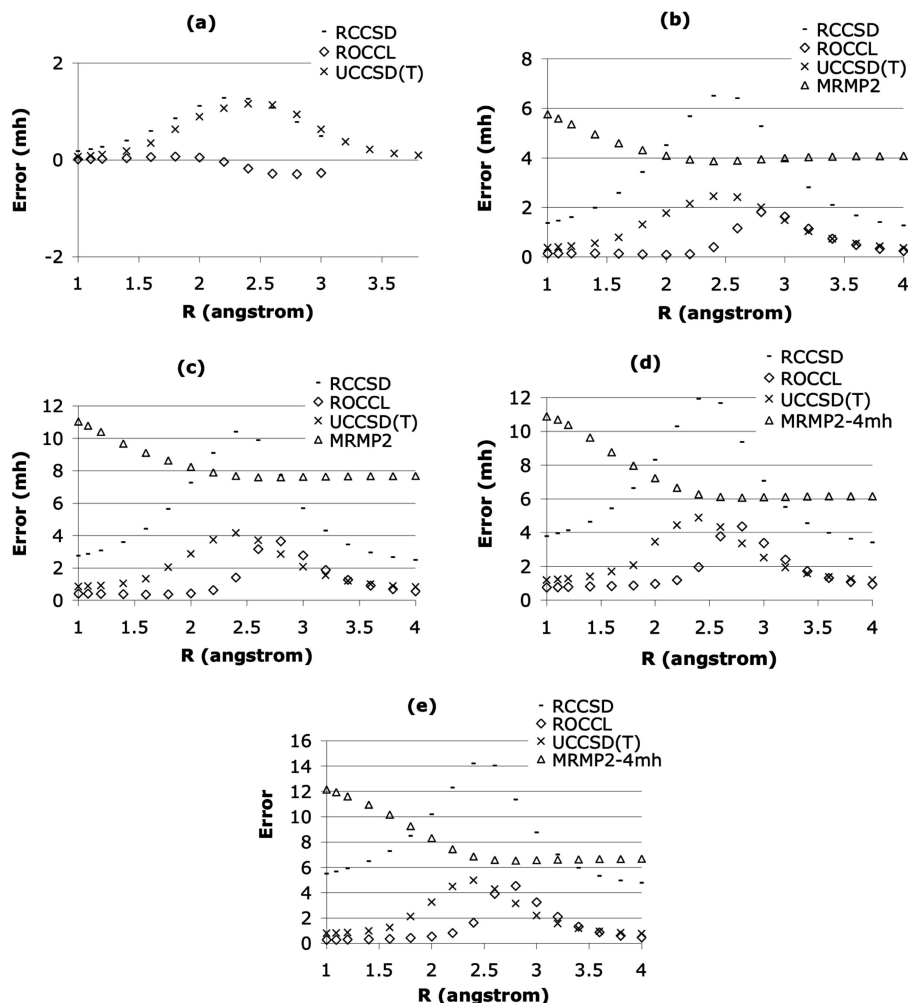 (a)
- RCCSD
◇ ROCCL
× UCCSD(T)
2
1
0
-2
Error (mh)
1 1.5 2 2.5 3 3.5
R (angstrom)
(b)
- RCCSD
◇ ROCCL
× UCCSD(T)
△ MRMP2
8
6
4
2
0
Error (mh)
1 1.5 2 2.5 3 3.5 4
R (angstrom)
(c)
- RCCSD
◇ ROCCL
× UCCSD(T)
△ MRMP2
12
10
8
6
4
2
0
Error (mh)
1 1.5 2 2.5 3 3.5 4
R (angstrom)
(d)
- RCCSD
◇ ROCCL
× UCCSD(T)
△ MRMP2-4mh
12
10
8
6
4
2
0
Error (mh)
1 1.5 2 2.5 3 3.5 4
R (angstrom)
(e)
- RCCSD
◇ ROCCL
× UCCSD(T)
△ MRMP2-4mh
16
14
12
10
8
6
4
2
0
Error
1 1.5 2 2.5 3 3.5 4
R (angstrom)